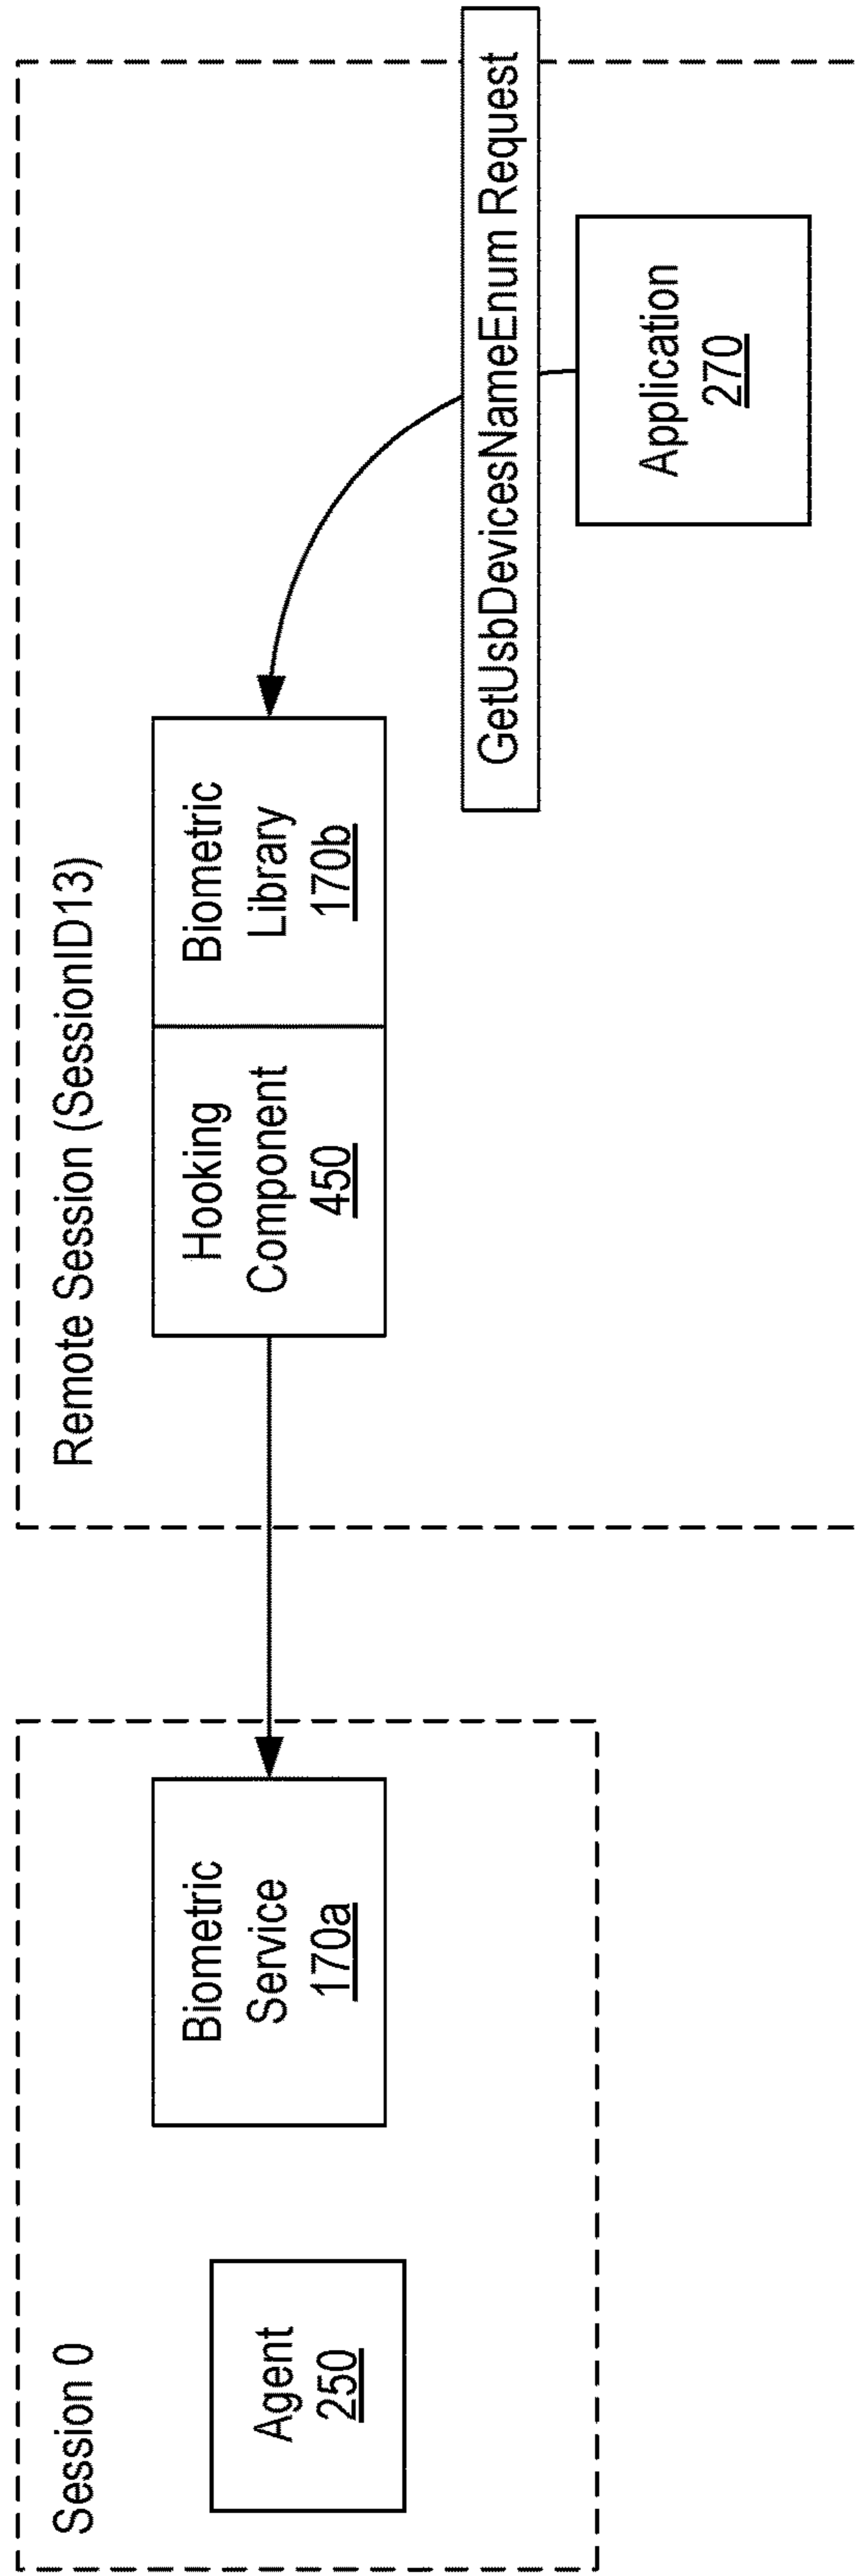 Session 0
Agent
250
Biometric
Service
170a
Remote Session (SessionID13)
Hooking
Component
450
Biometric
Library
170b
GetUsbDevicesNameEnum Request
Application
270